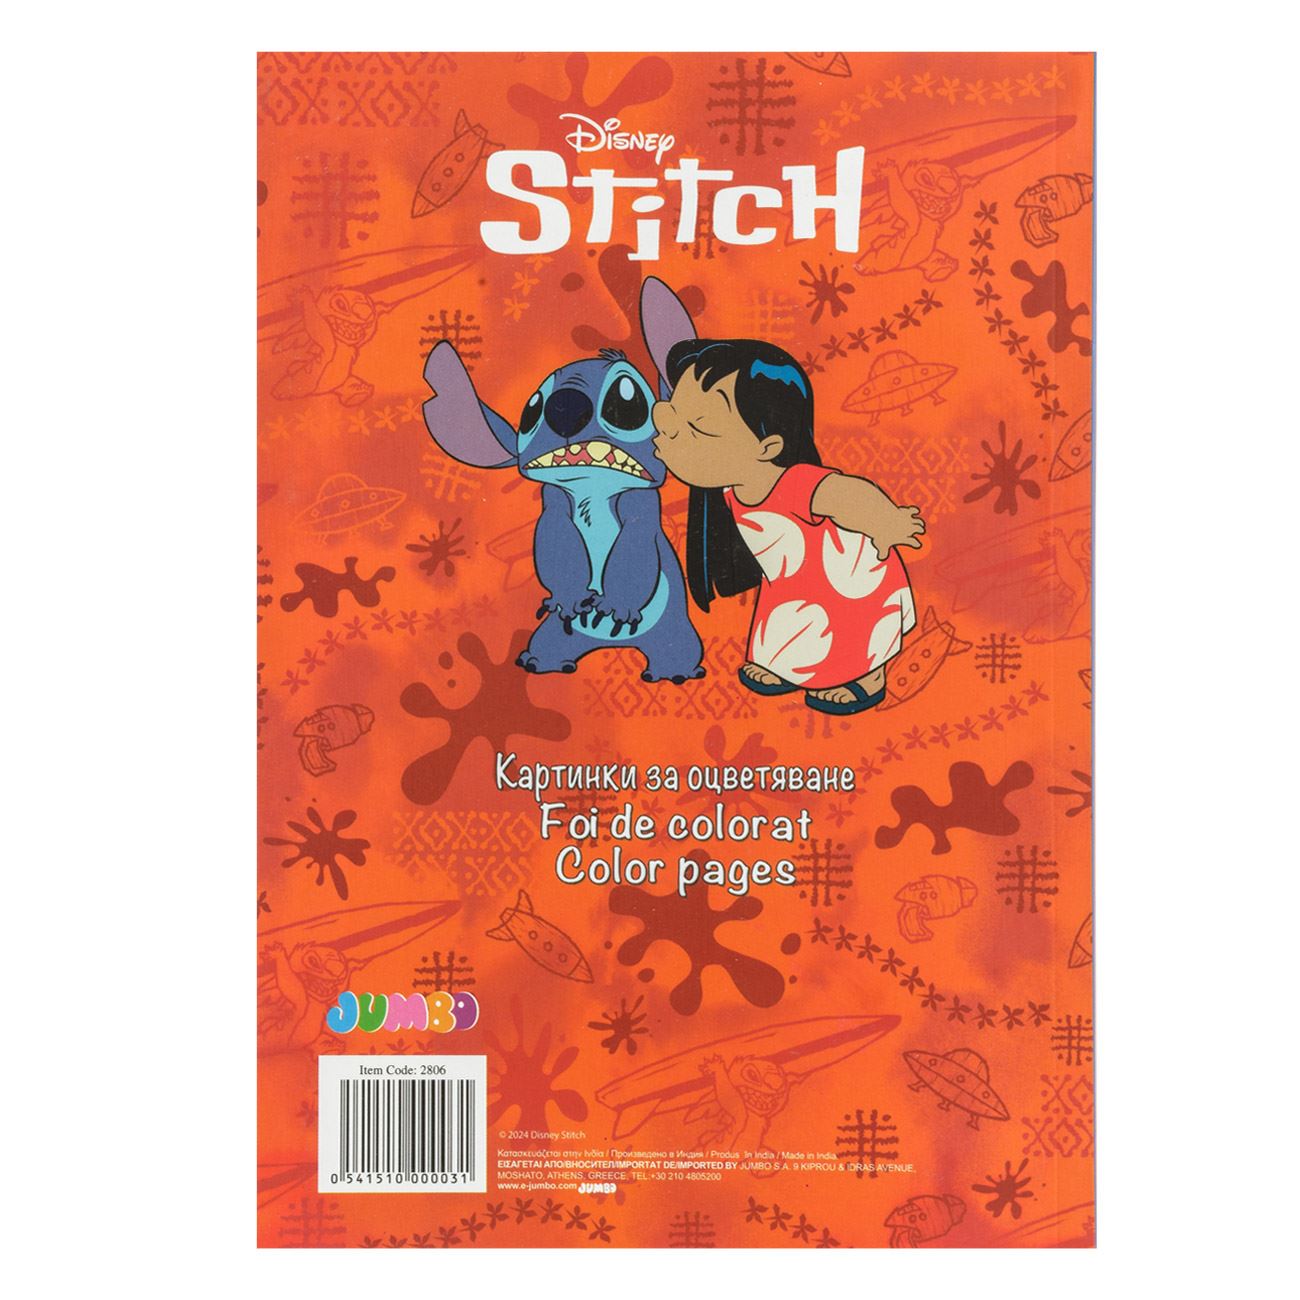 Disney
Stitch
Картинки за оцветяване
Foi de colorat
Color pages
JUMBO
Item Code: 2806
0 541510 000031
© 2024 Disney Stitch
Κατασκευάζεται στην Ινδία / Произведено в Индия / Produs în India / Made in India
ΕΙΣΑΓΕΤΑΙ ΑΠΟ/ВНОСИТЕЛ/IMPORTAT DE/IMPORTED BY JUMBO S.A. 9 KIPROU & IDRAS AVENUE,
MOSHATO, ATHENS, GREECE, TEL:+30 210 4805200
www.e-jumbo.com JUMBO